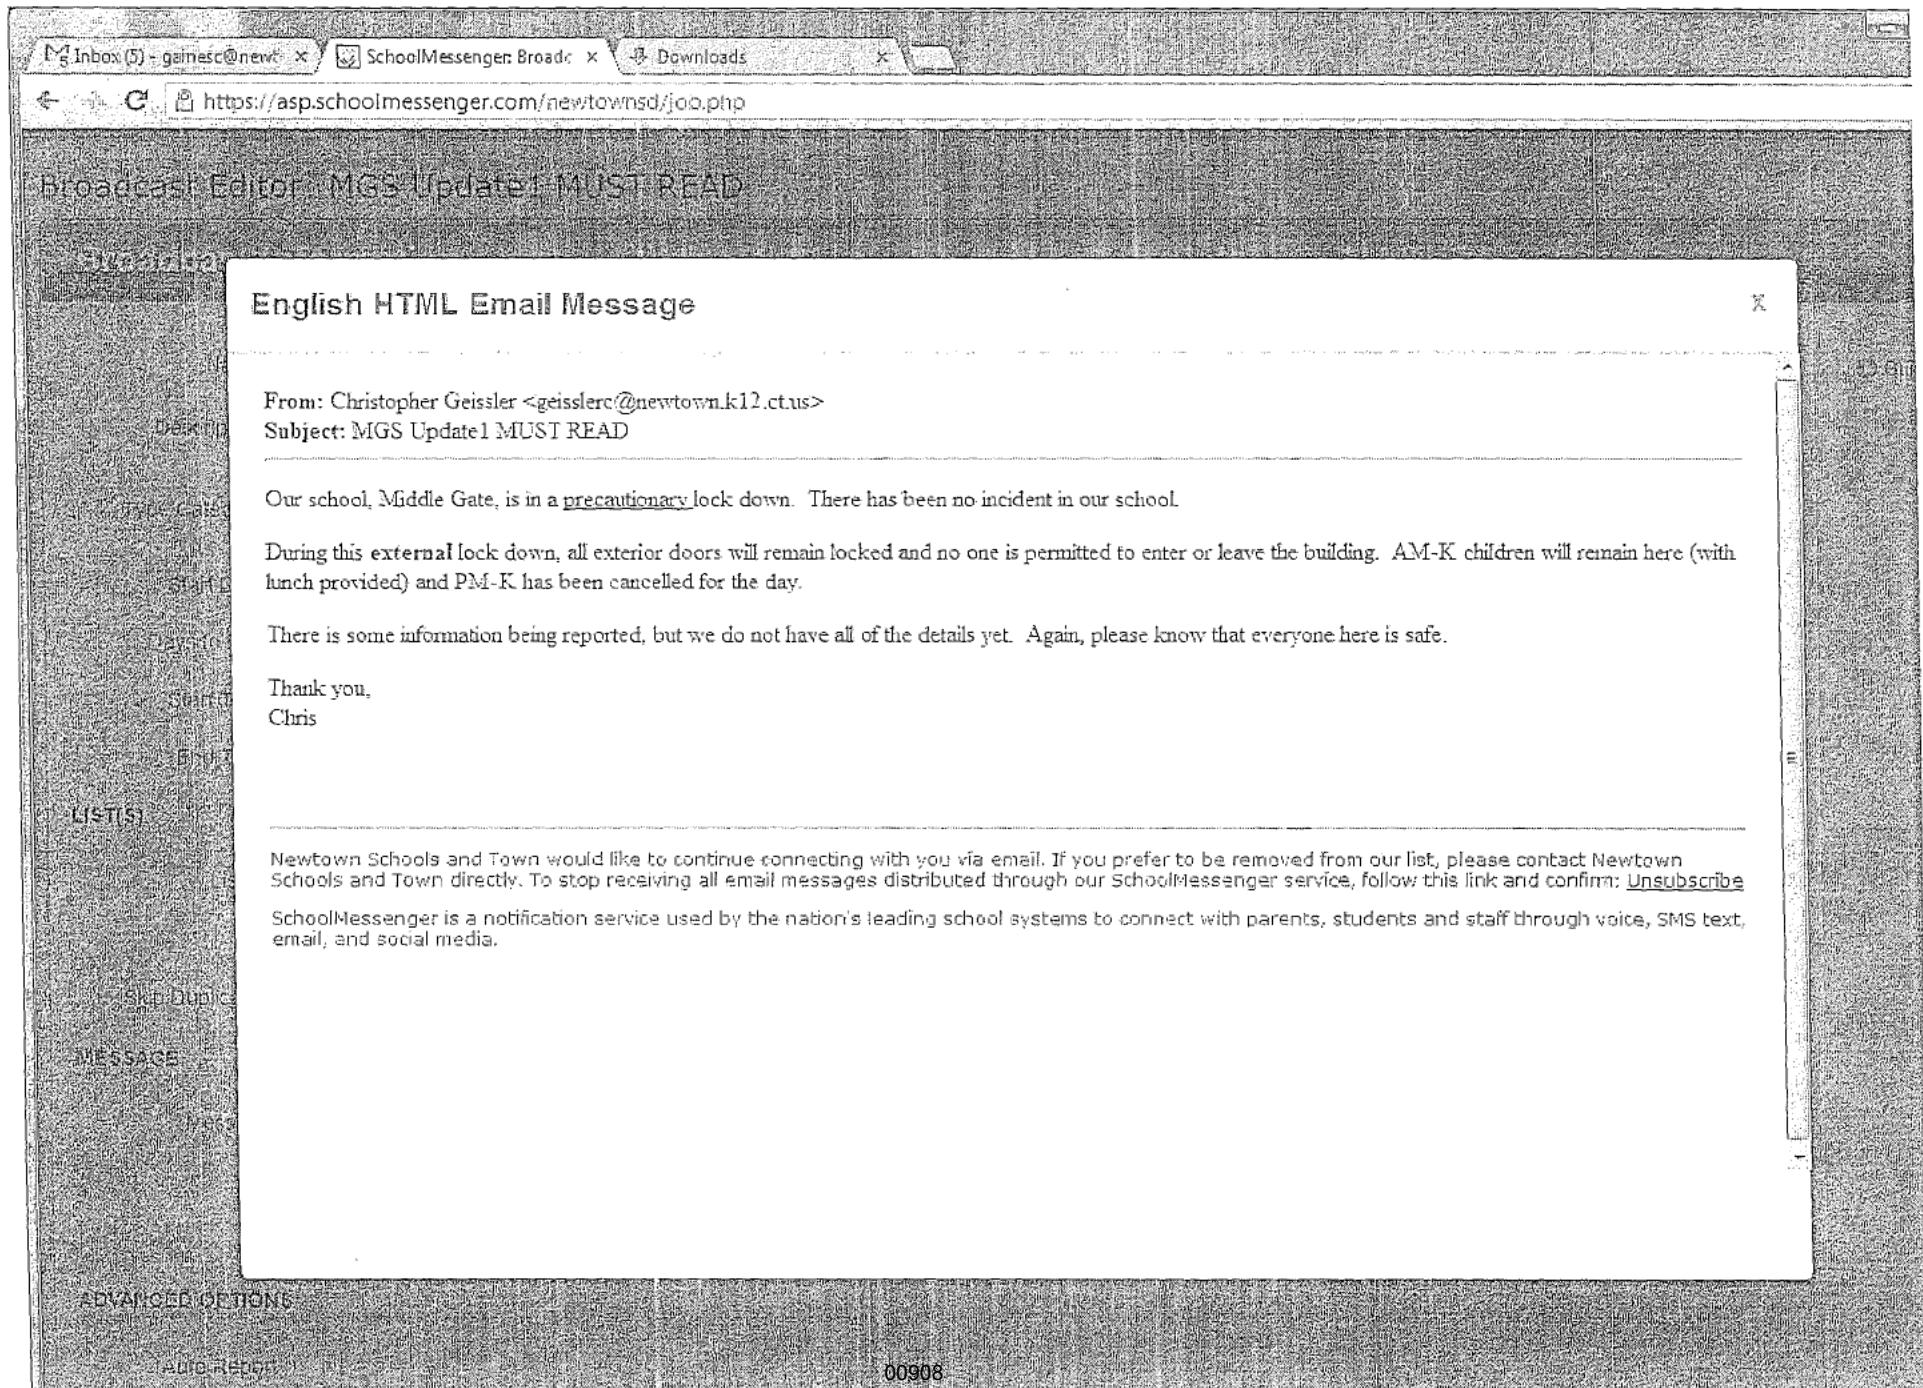 Inbox (5) - gainesc@newt
SchoolMessenger: Broadc
Downloads
https://asp.schoolmessenger.com/newtownsd/job.php
Broadcast Editor: MGS Update1 MUST READ
English HTML Email Message
x
From: Christopher Geissler <geisslerc@newtown.k12.ct.us>
Subject: MGS Update1 MUST READ
Our school, Middle Gate, is in a precautionary lock down. There has been no incident in our school.
During this external lock down, all exterior doors will remain locked and no one is permitted to enter or leave the building. AM-K children will remain here (with
lunch provided) and PM-K has been cancelled for the day.
There is some information being reported, but we do not have all of the details yet. Again, please know that everyone here is safe.
Thank you,
Chris
LIST(S)
Newtown Schools and Town would like to continue connecting with you via email. If you prefer to be removed from our list, please contact Newtown
Schools and Town directly. To stop receiving all email messages distributed through our SchoolMessenger service, follow this link and confirm: Unsubscribe
SchoolMessenger is a notification service used by the nation's leading school systems to connect with parents, students and staff through voice, SMS text,
email, and social media.
Skip Duplic
MESSAGE
ADVANCED OPTIONS
Auto Report
00908